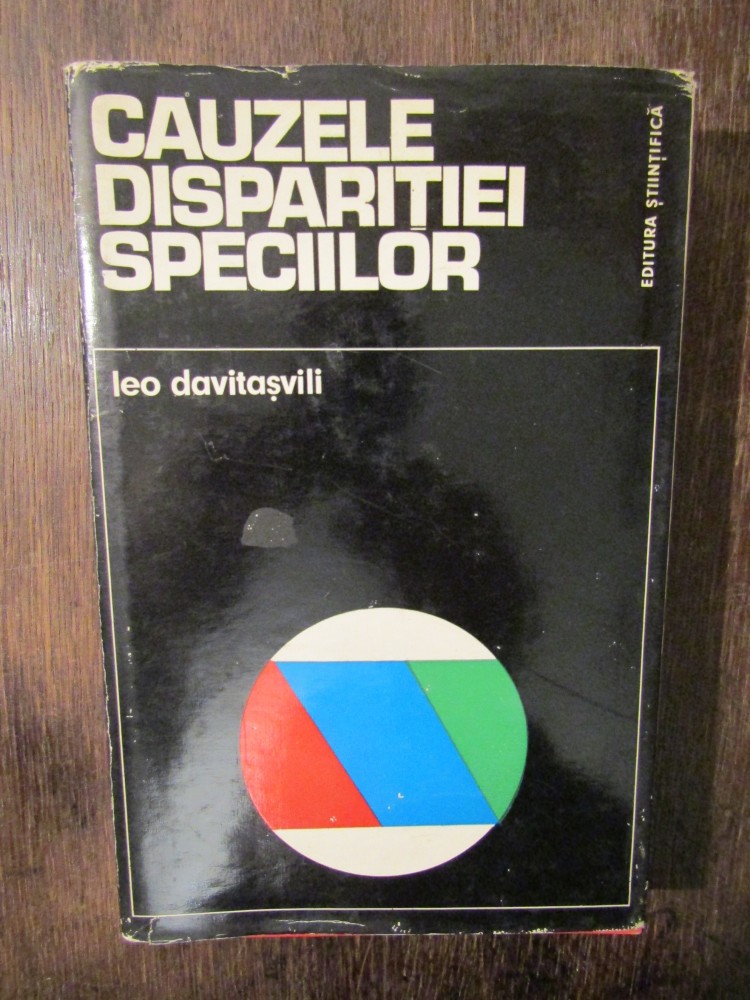 CAUZELE
DISPARIȚIEI
SPECIILOR
EDITURA ȘTIINȚIFICĂ
leo davitașvili